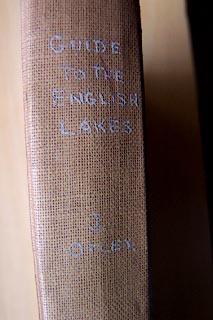 GUIDE
TO THE
ENGLISH
LAKES
J.
OTLEY.